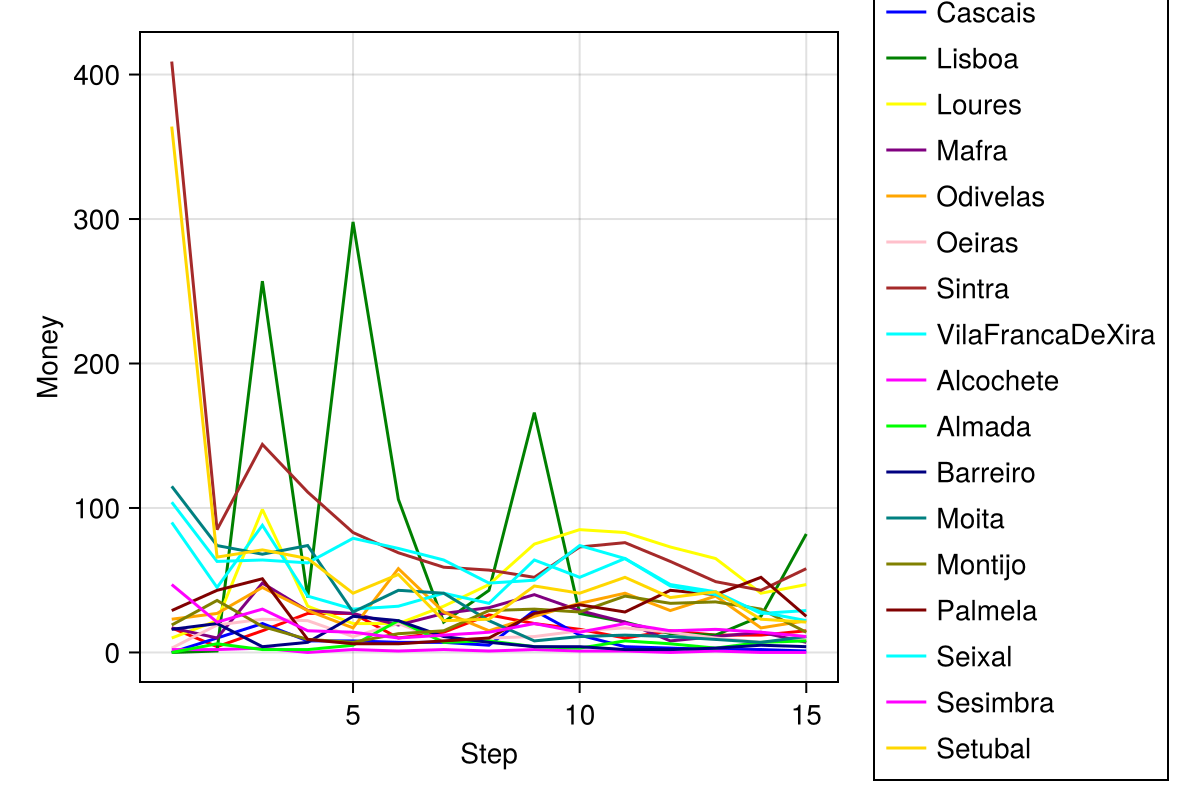 400
300
200
100
0
Money
5
10
15
Step
Cascais
Lisboa
Loures
Mafra
Odivelas
Oeiras
Sintra
VilaFrancaDeXira
Alcochete
Almada
Barreiro
Moita
Montijo
Palmela
Seixal
Sesimbra
Setubal